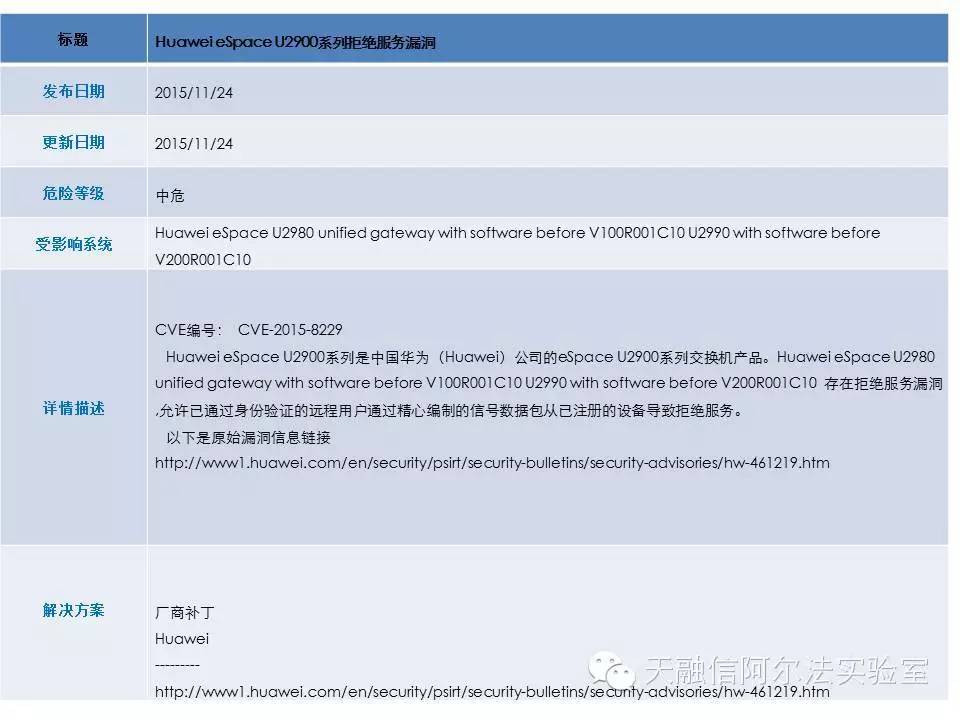 标题
Huawei eSpace U2900系列拒绝服务漏洞
发布日期
2015/11/24
更新日期
2015/11/24
危险等级
中危
受影响系统
Huawei eSpace U2980 unified gateway with software before V100R001C10 U2990 with software before
V200R001C10
详情描述
CVE编号： CVE-2015-8229
Huawei eSpace U2900系列是中国华为（Huawei）公司的eSpace U2900系列交换机产品。Huawei eSpace U2980
unified gateway with software before V100R001C10 U2990 with software before V200R001C10 存在拒绝服务漏洞
,允许已通过身份验证的远程用户通过精心编制的信号数据包从已注册的设备导致拒绝服务。
以下是原始漏洞信息链接
http://www1.huawei.com/en/security/psirt/security-bulletins/security-advisories/hw-461219.htm
解决方案
厂商补丁
Huawei
---------
http://www1.huawei.com/en/security/psirt/security-bulletins/security-advisories/hw-461219.htm
天融信阿尔法实验室